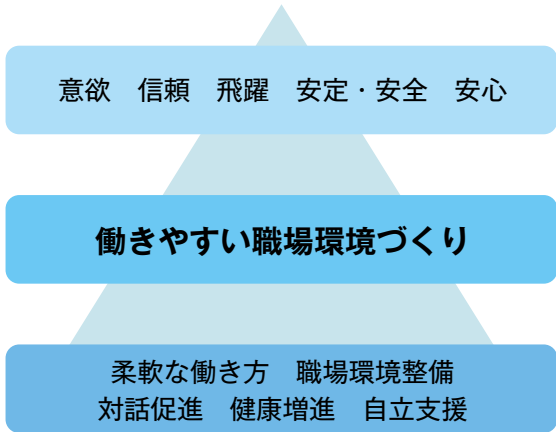 意欲　信頼　飛躍　安定・安全　安心
働きやすい職場環境づくり
柔軟な働き方　職場環境整備
対話促進　健康増進　自立支援